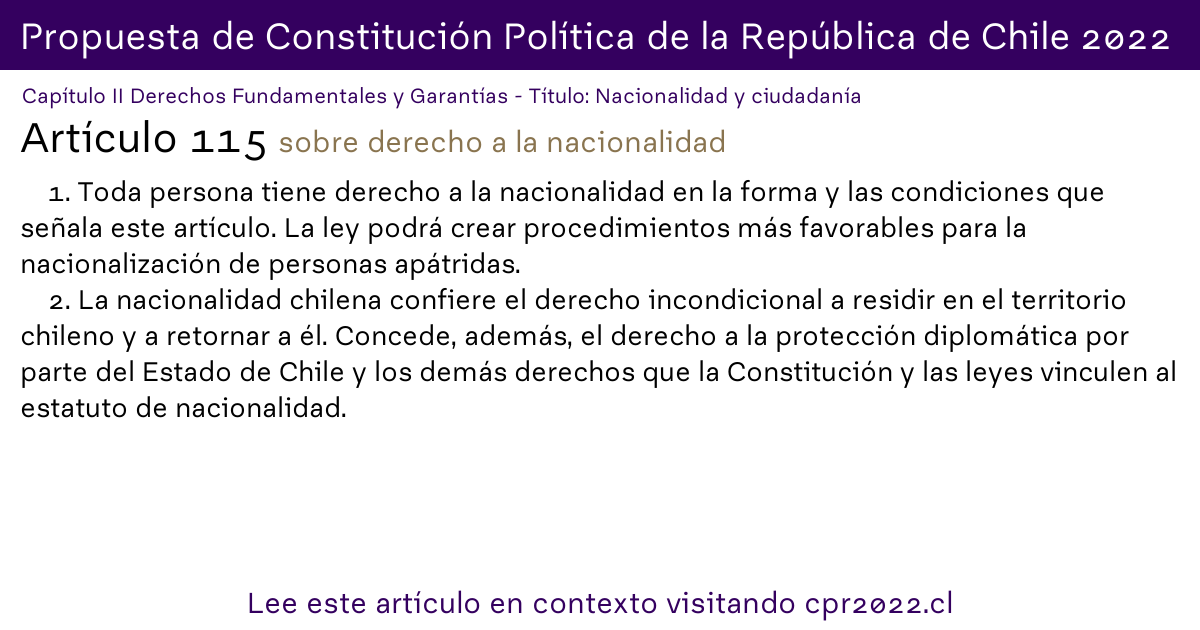 Propuesta de Constitución Política de la República de Chile 2022
Capítulo II Derechos Fundamentales y Garantías - Título: Nacionalidad y ciudadanía
Artículo 115 sobre derecho a la nacionalidad
1. Toda persona tiene derecho a la nacionalidad en la forma y las condiciones que
señala este artículo. La ley podrá crear procedimientos más favorables para la
nacionalización de personas apátridas.
2. La nacionalidad chilena confiere el derecho incondicional a residir en el territorio
chileno y a retornar a él. Concede, además, el derecho a la protección diplomática por
parte del Estado de Chile y los demás derechos que la Constitución y las leyes vinculen al
estatuto de nacionalidad.
Lee este artículo en contexto visitando cpr2022.cl